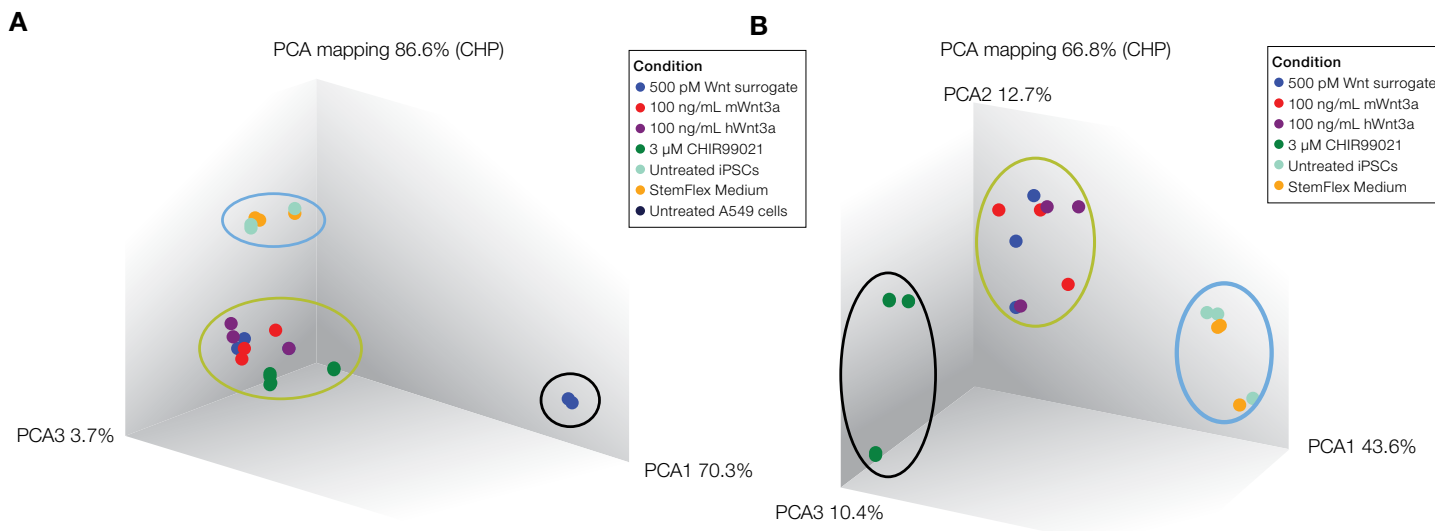 A
PCA mapping 86.6% (CHP)
Condition
500 pM Wnt surrogate
100 ng/mL mWnt3a
100 ng/mL hWnt3a
3 µM CHIR99021
Untreated iPSCs
StemFlex Medium
Untreated A549 cells
PCA3 3.7%
PCA1 70.3%
B
PCA mapping 66.8% (CHP)
PCA2 12.7%
Condition
500 pM Wnt surrogate
100 ng/mL mWnt3a
100 ng/mL hWnt3a
3 µM CHIR99021
Untreated iPSCs
StemFlex Medium
PCA1 43.6%
PCA3 10.4%